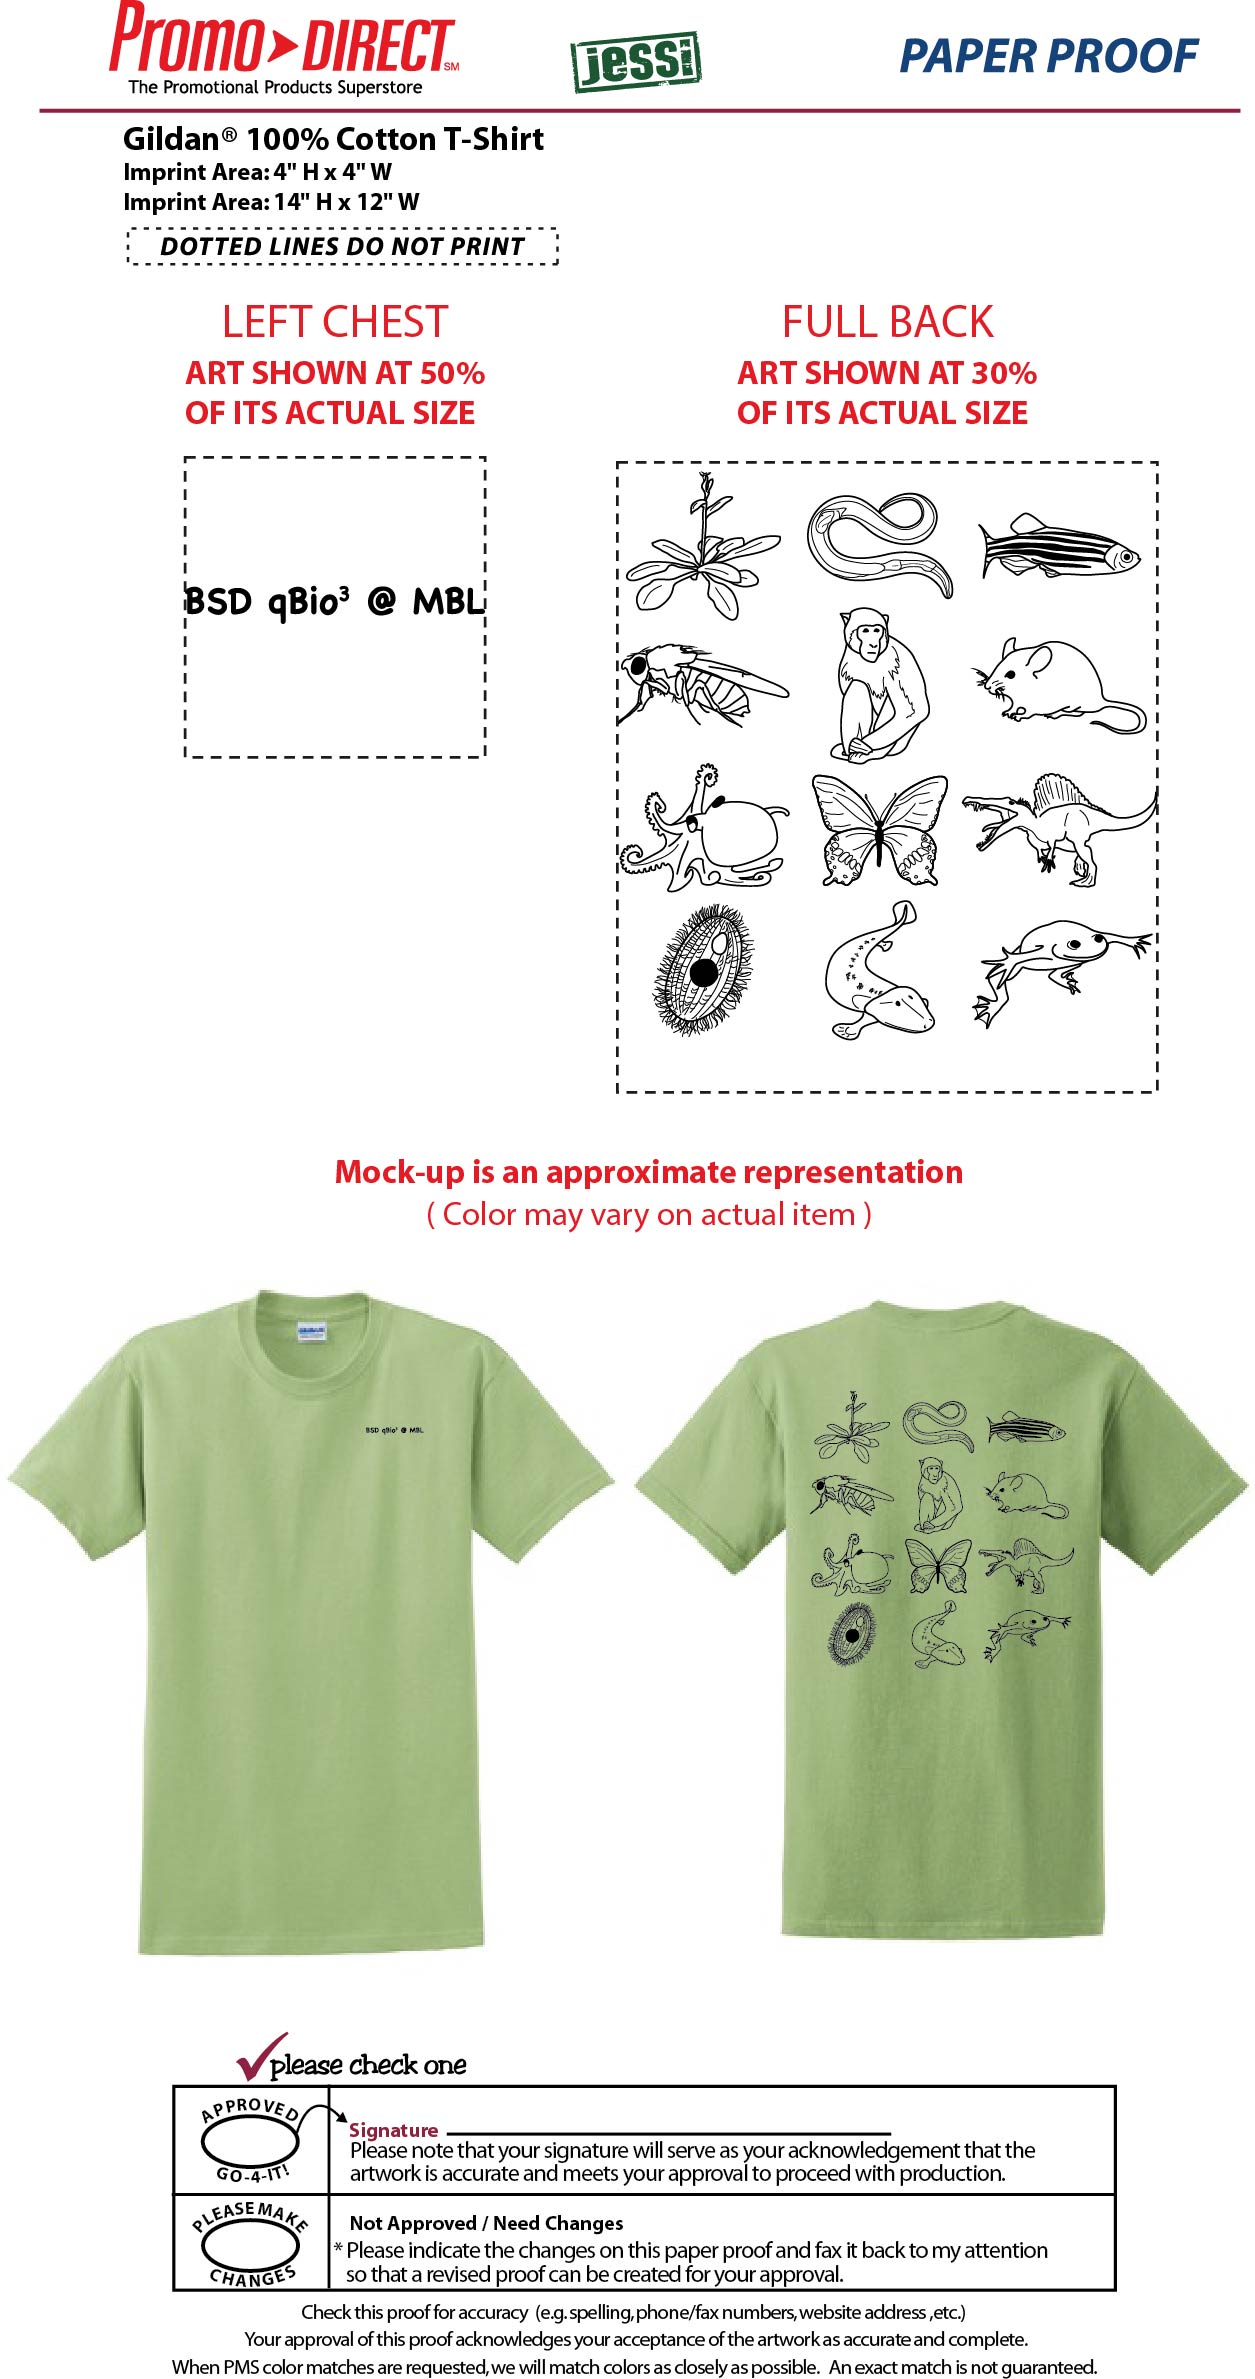 PROMO DIRECT SM
The Promotional Products Superstore
jessi
PAPER PROOF
Gildan® 100% Cotton T-Shirt
Imprint Area: 4" H x 4" W
Imprint Area: 14" H x 12" W
DOTTED LINES DO NOT PRINT
LEFT CHEST
ART SHOWN AT 50%
OF ITS ACTUAL SIZE
FULL BACK
ART SHOWN AT 30%
OF ITS ACTUAL SIZE
BSD qBio³ @ MBL
Mock-up is an approximate representation
( Color may vary on actual item )
BSD qBio³ @ MBL
please check one
APPROVED
GO-4-IT!
Signature
Please note that your signature will serve as your acknowledgement that the
artwork is accurate and meets your approval to proceed with production.
PLEASE MAKE
CHANGES
Not Approved / Need Changes
* Please indicate the changes on this paper proof and fax it back to my attention
so that a revised proof can be created for your approval.
Check this proof for accuracy (e.g. spelling, phone/fax numbers, website address ,etc.)
Your approval of this proof acknowledges your acceptance of the artwork as accurate and complete.
When PMS color matches are requested, we will match colors as closely as possible. An exact match is not guaranteed.